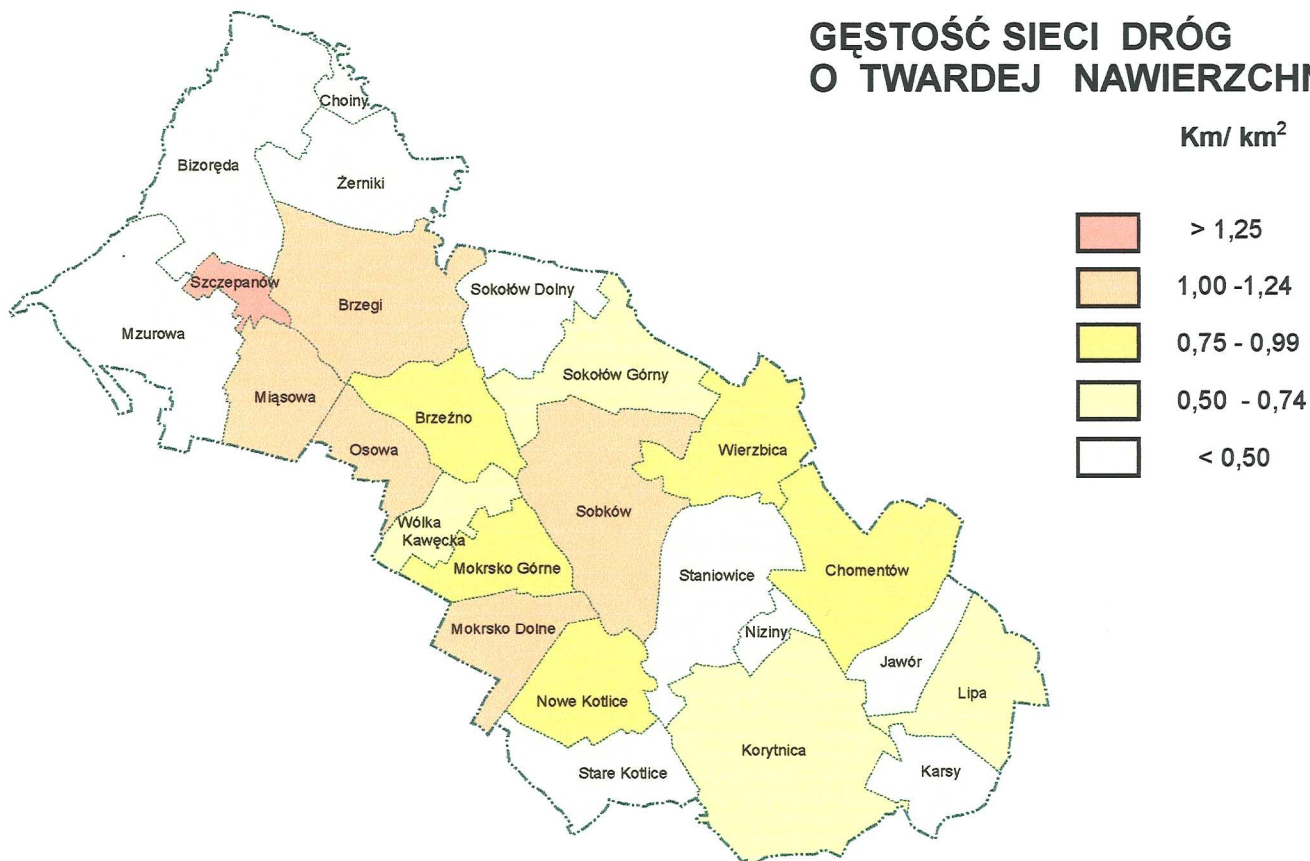 GĘSTOŚĆ SIECI DRÓG
O TWARDEJ NAWIERZCHN
Km/ km²
> 1,25
1,00 -1,24
0,75 - 0,99
0,50 - 0,74
< 0,50
Choiny
Bizoręda
Żerniki
Szczepanów
Sokołów Dolny
Brzegi
Mzurowa
Sokołów Górny
Miąsowa
Brzeźno
Osowa
Wierzbica
Sobków
Wólka
Kawęcka
Mokrsko Górne
Staniowice
Chomentów
Mokrsko Dolne
Niziny
Jawór
Lipa
Nowe Kotlice
Korytnica
Stare Kotlice
Karsy